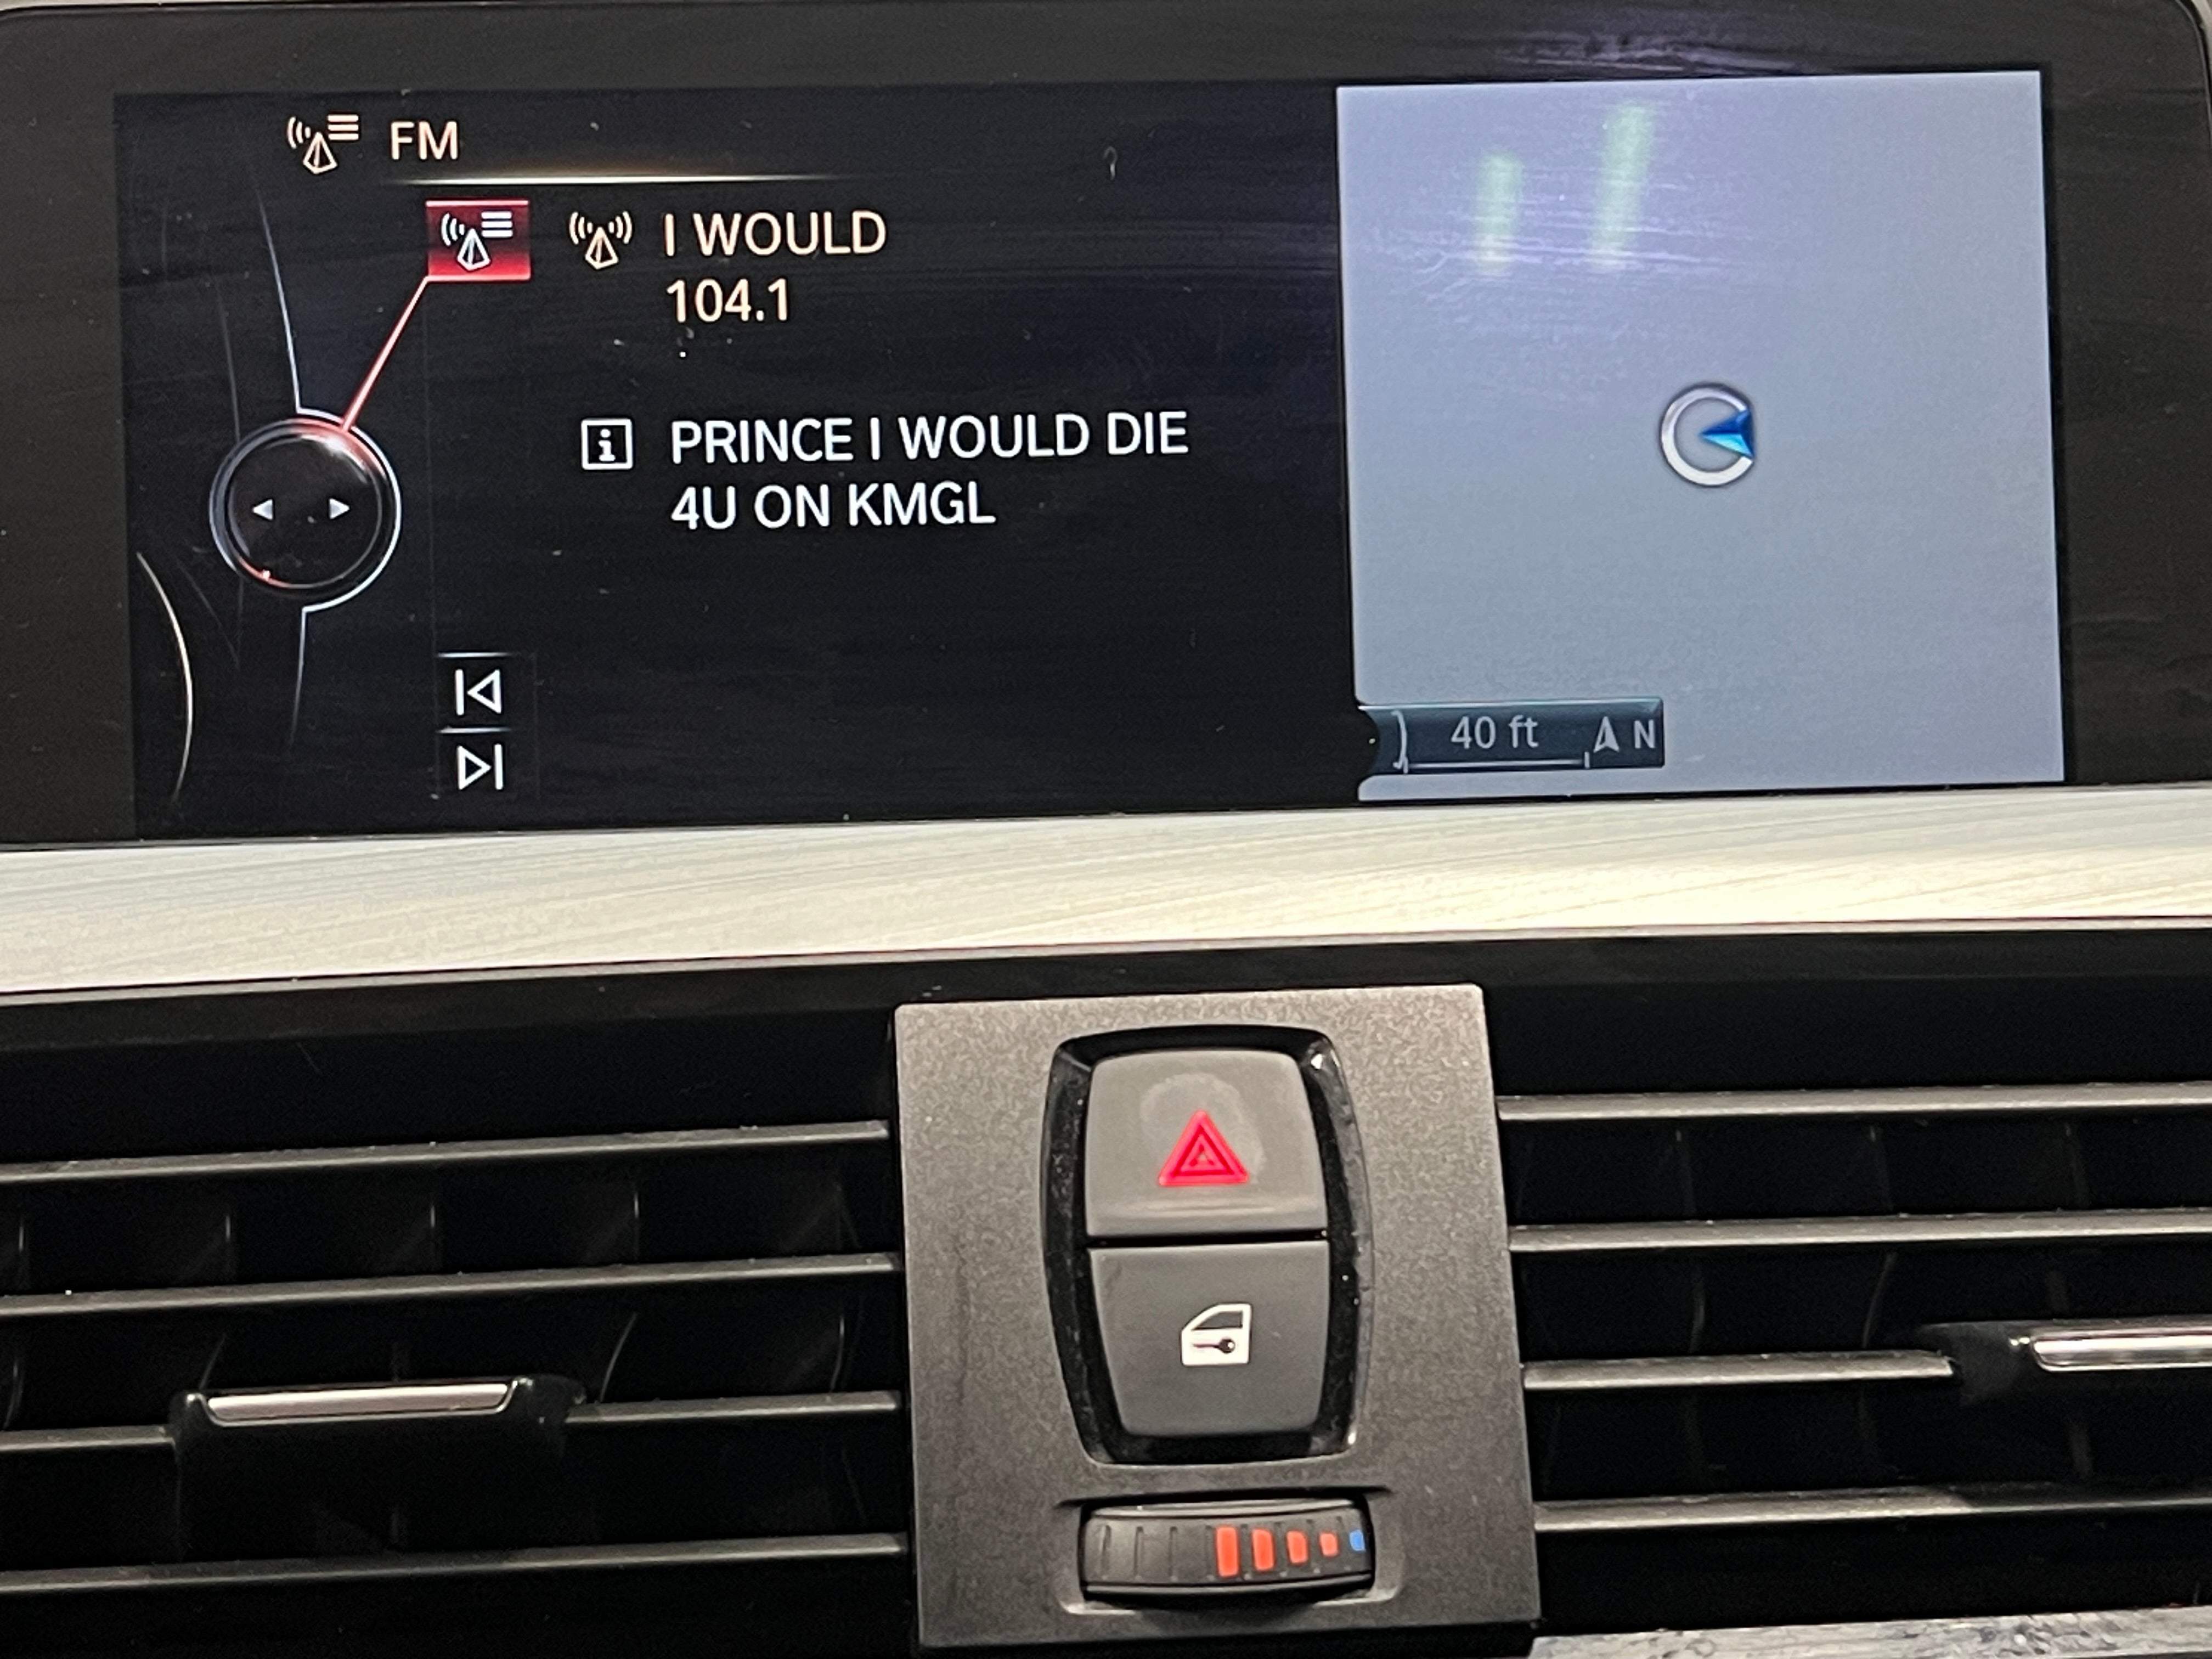 FM
I WOULD
104.1
PRINCE I WOULD DIE
4U ON KMGL
40 ft N